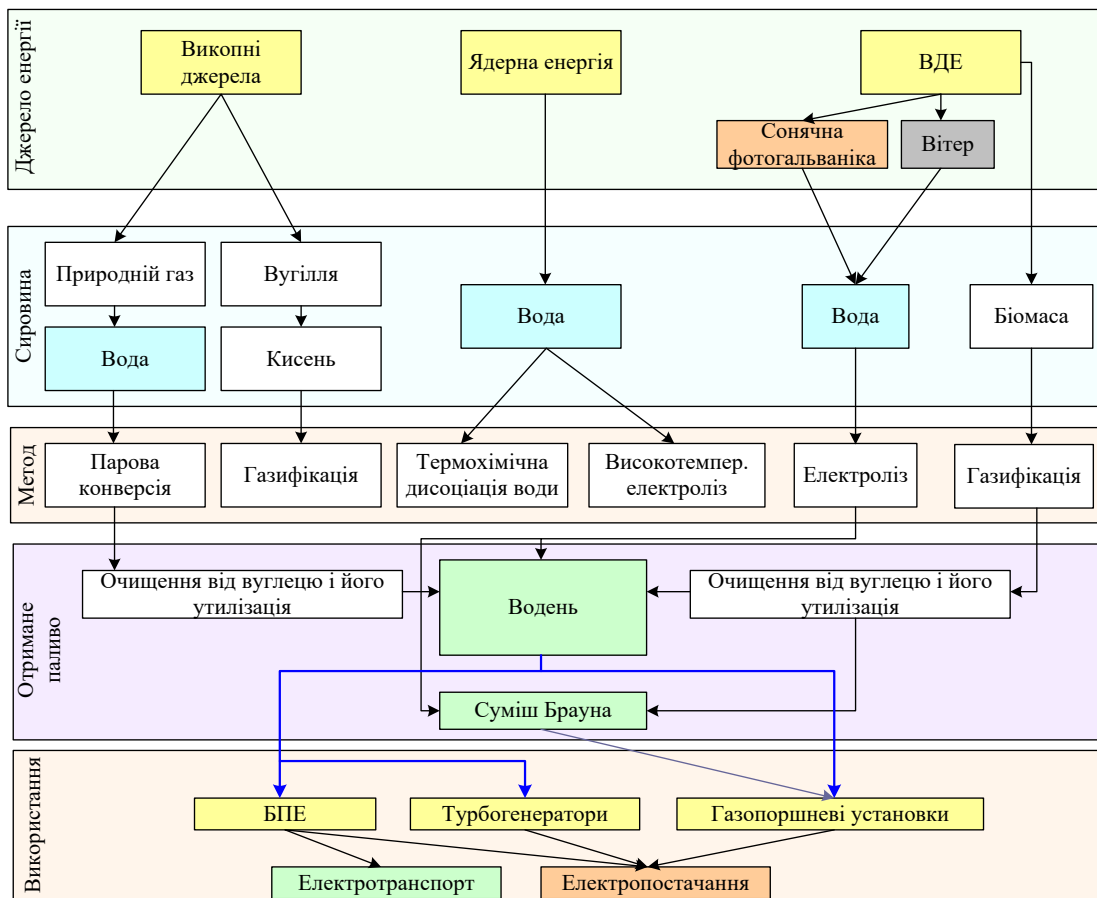 Джерело енергії
Викопні
джерела
Ядерна енергія
ВДЕ
Сонячна
фотогальваніка
Вітер
Сировина
Природній газ
Вугілля
Вода
Кисень
Вода
Вода
Біомаса
Метод
Парова
конверсія
Газифікація
Термохімічна
дисоціація води
Високотемпер.
електроліз
Електроліз
Газифікація
Отримане
паливо
Очищення від вуглецю і його
утилізація
Водень
Очищення від вуглецю і його
утилізація
Суміш Брауна
Використання
БПЕ
Турбогенератори
Газопоршневі установки
Електротранспорт
Електропостачання